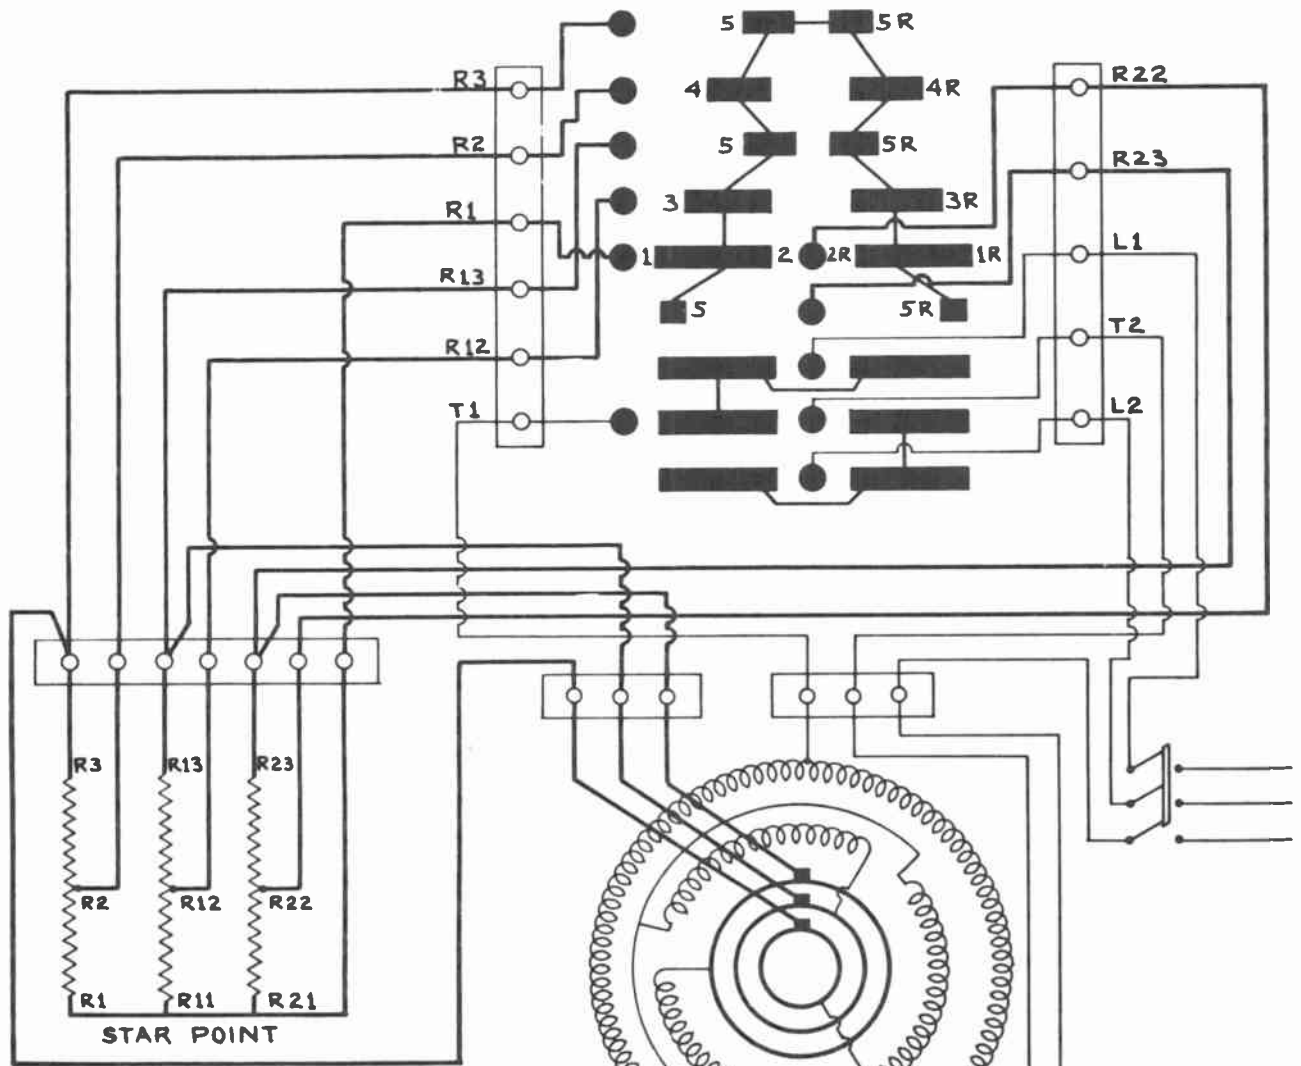 5 5R
R3 4 4R R22
R2 5 5R R23
R1 3 3R
1 2 2R 1R L1
R13 5 5R
R12 T2
T1 L2
R3 R13 R23
R2 R12 R22
R1 R11 R21
STAR POINT